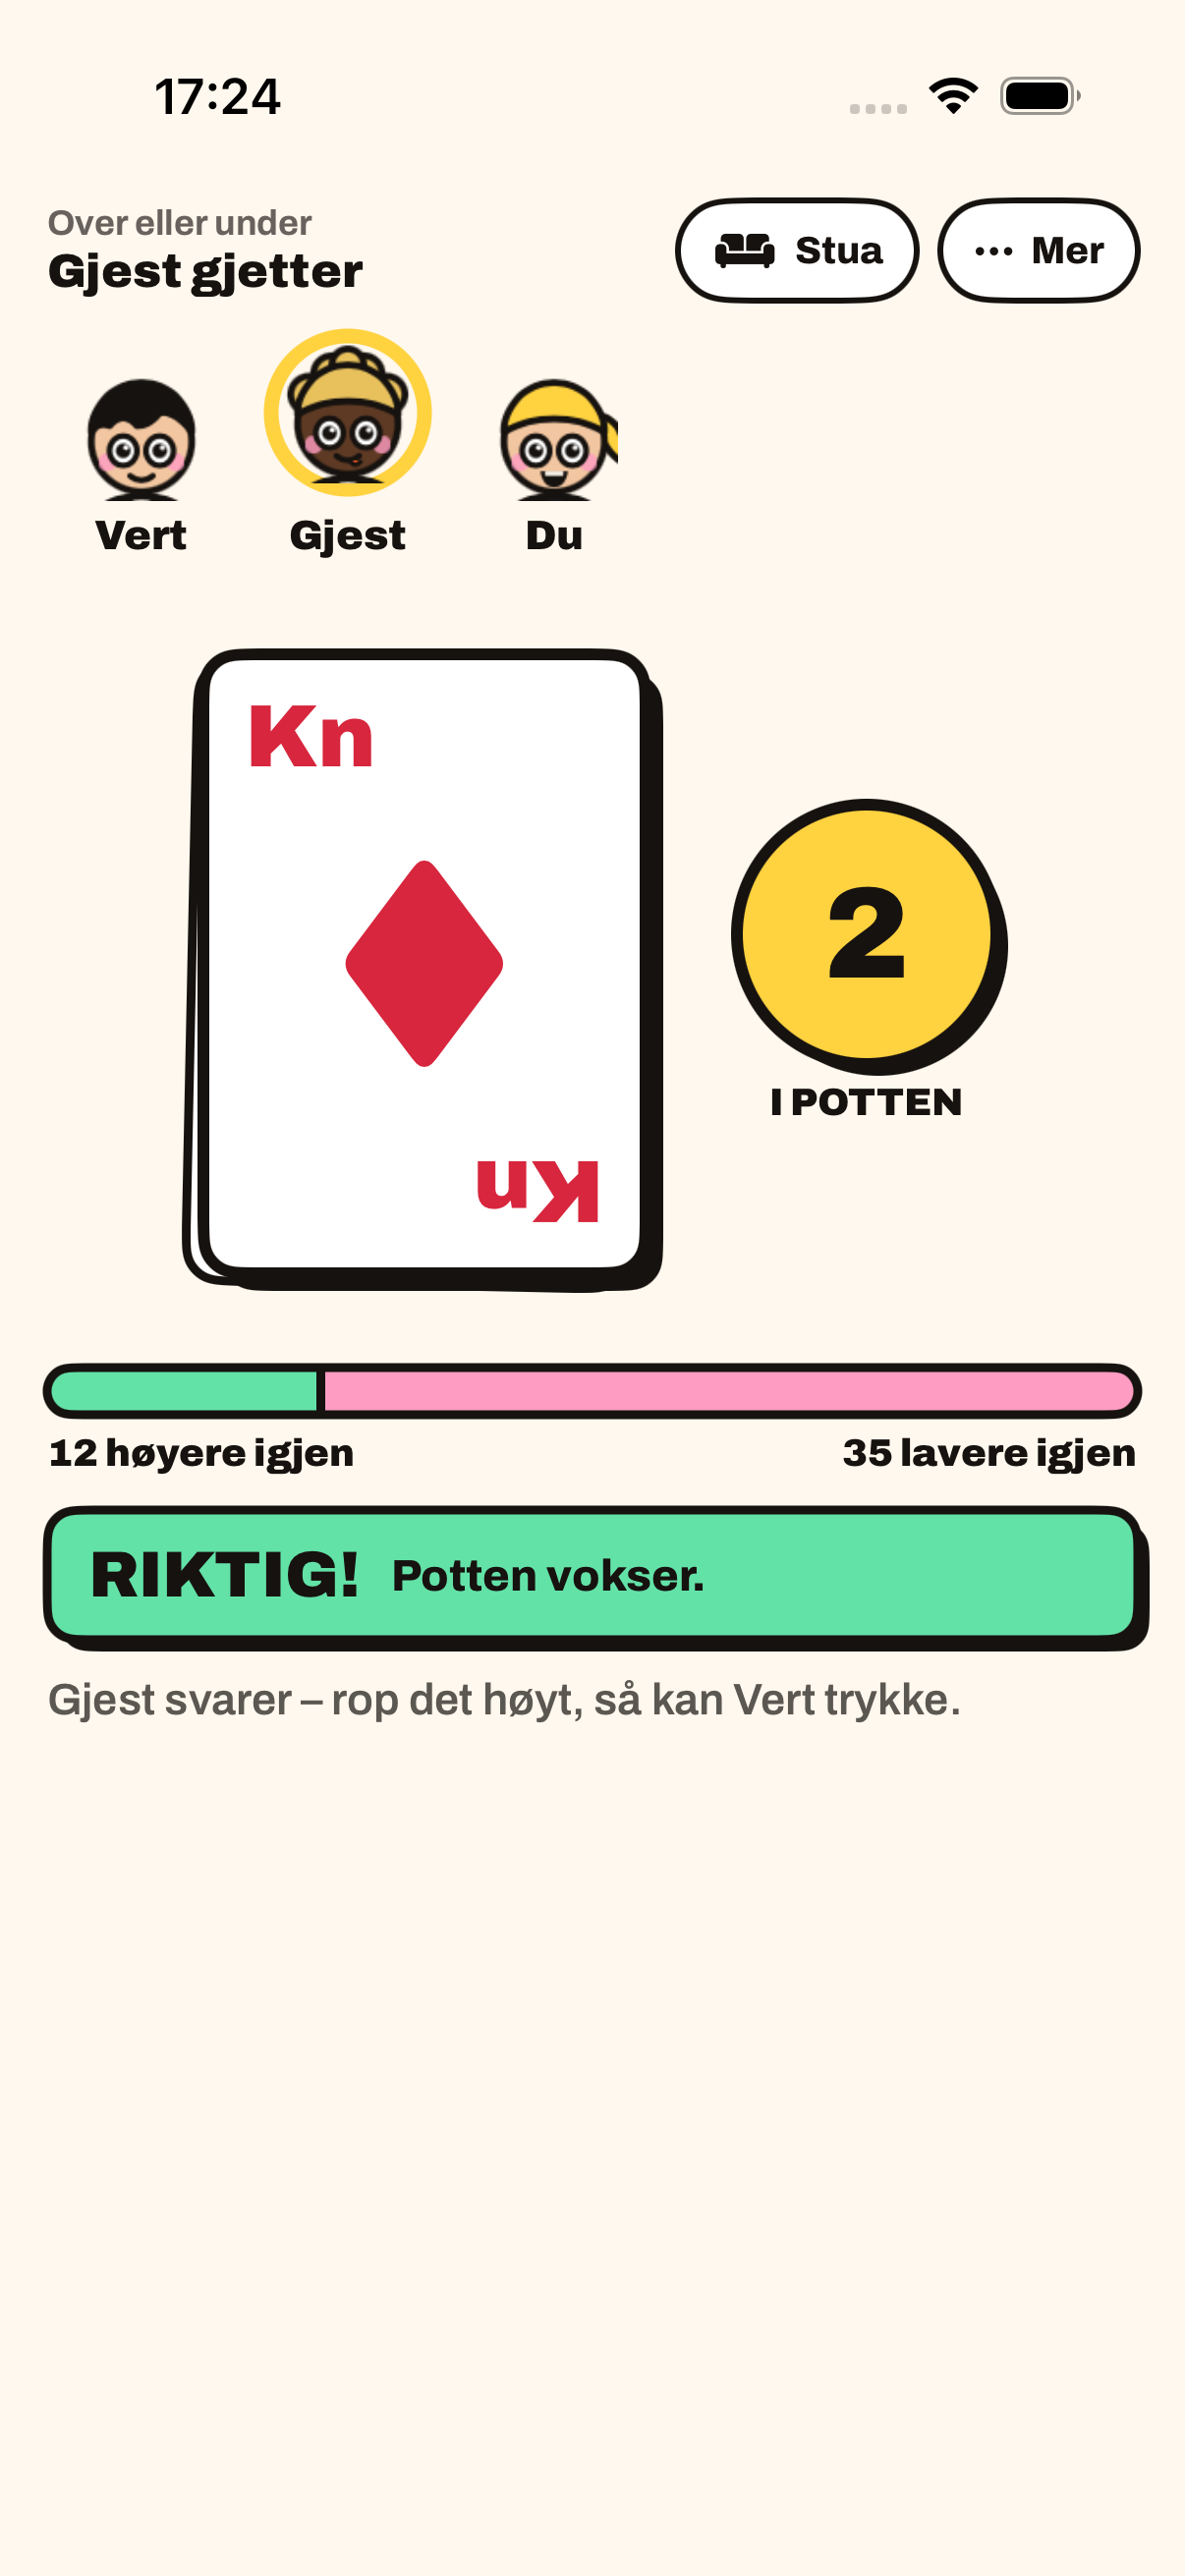 17:24
Over eller under
Gjest gjetter
Stua
Mer
Vert
Gjest
Du
Kn
2
I POTTEN
Kn
12 høyere igjen
35 lavere igjen
RIKTIG! Potten vokser.
Gjest svarer – rop det høyt, så kan Vert trykke.